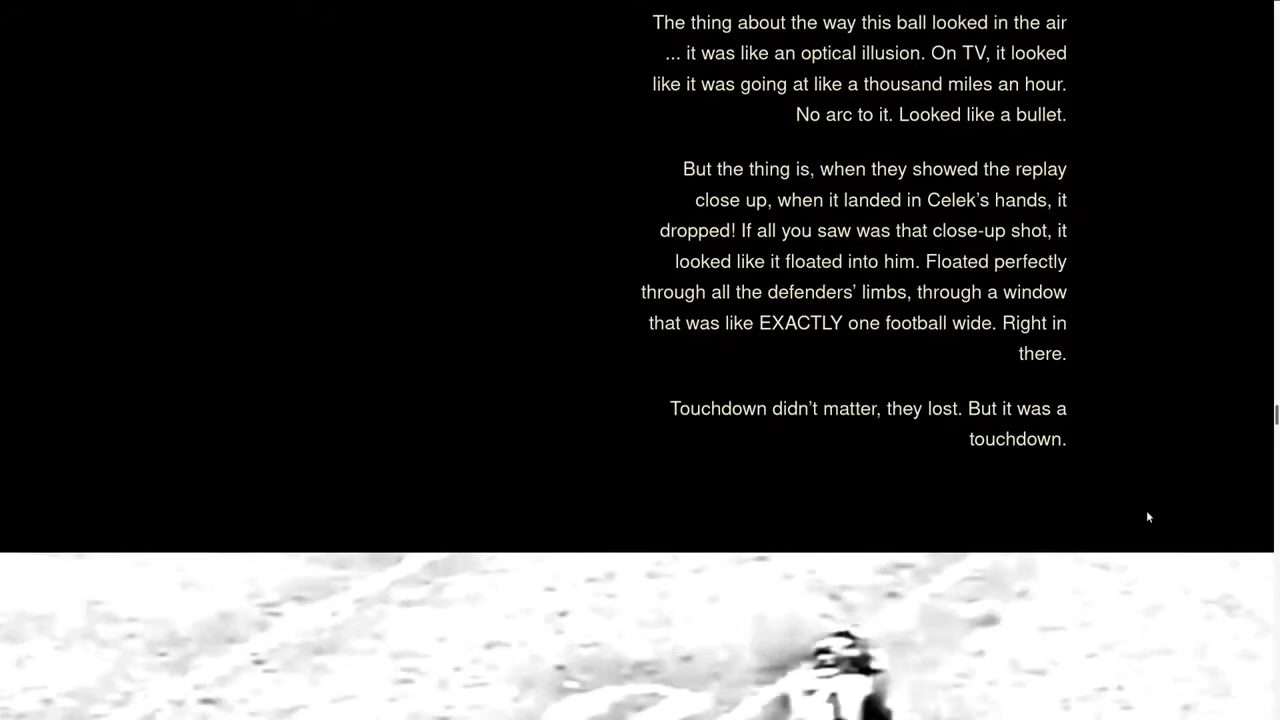 The thing about the way this ball looked in the air
... it was like an optical illusion. On TV, it looked
like it was going at like a thousand miles an hour.
No arc to it. Looked like a bullet.
But the thing is, when they showed the replay
close up, when it landed in Celek’s hands, it
dropped! If all you saw was that close-up shot, it
looked like it floated into him. Floated perfectly
through all the defenders’ limbs, through a window
that was like EXACTLY one football wide. Right in
there.
Touchdown didn’t matter, they lost. But it was a
touchdown.